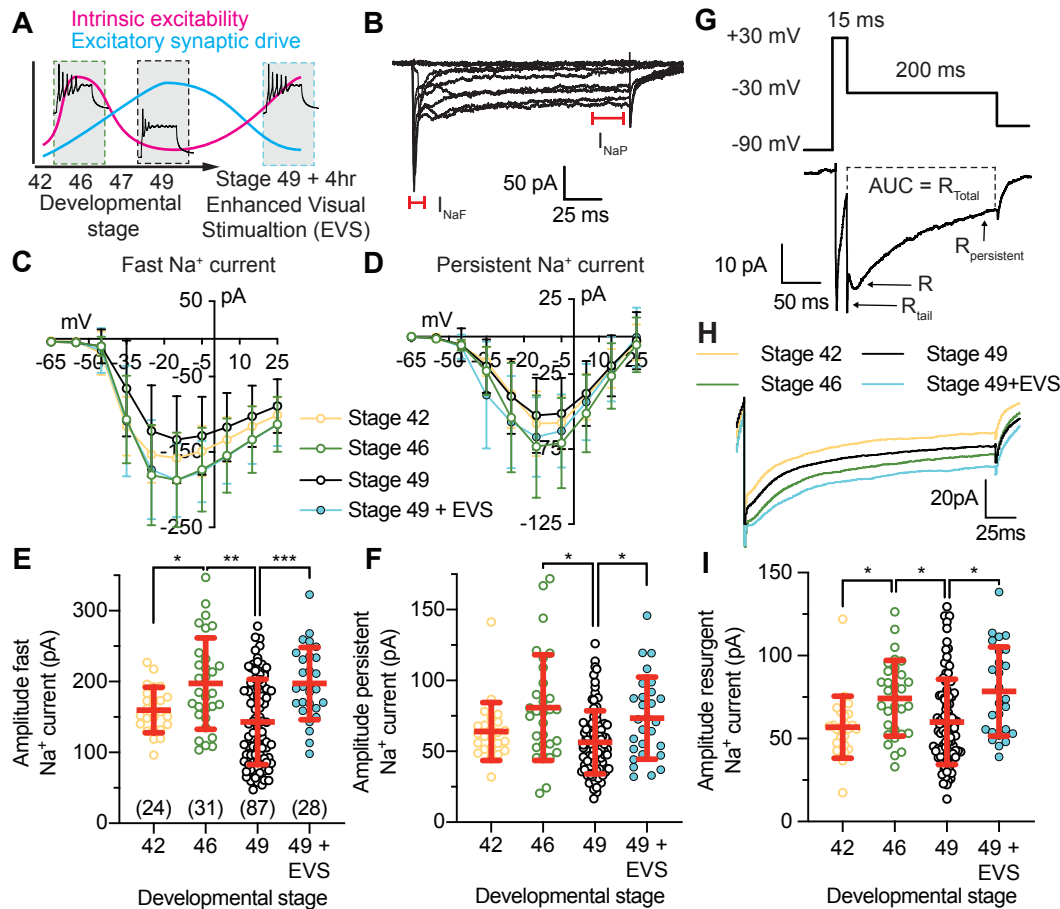 A
Intrinsic excitability
Excitatory synaptic drive
42 46 47 49
Developmental
stage
Stage 49 + 4hr
Enhanced Visual
Stimualtion (EVS)
B
I NaF
I NaP
50 pA
25 ms
G
15 ms
+30 mV
200 ms
-30 mV
-90 mV
AUC = R Total
R persistent
R
R tail
10 pA
50 ms
C
Fast Na⁺ current
50
pA
mV
-65 -50 -35 -20 -5 10 25
-50
-150
-250
D
Persistent Na⁺ current
25
pA
mV
-65 -50 -35 -20 -5 10 25
-25
-75
-125
Stage 42
Stage 46
Stage 49
Stage 49 + EVS
H
Stage 42
Stage 49
Stage 46
Stage 49+EVS
20pA
25ms
E
* ** ***
Amplitude fast
Na⁺ current (pA)
300
200
100
0
(24) (31) (87) (28)
42 46 49 49 +
EVS
Developmental stage
F
* *
Amplitude persistent
Na⁺ current (pA)
150
100
50
0
42 46 49 49 +
EVS
Developmental stage
I
* * *
Amplitude resurgent
Na⁺ current (pA)
150
100
50
0
42 46 49 49 +
EVS
Developmental stage